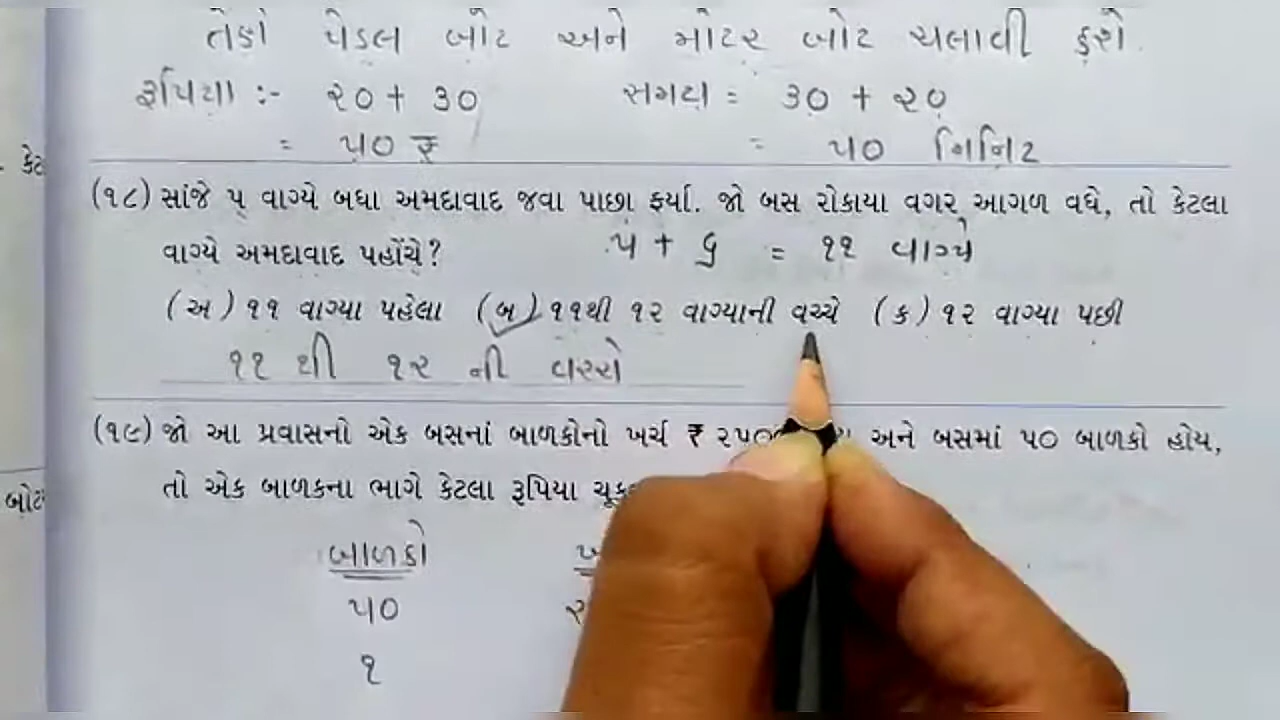 તેઓ પેડલ બોટ અને મોટર બોટ ચલાવી હશે.
રૂપિયા :- ૨૦ + ૩૦
= ૫૦ ₹
સમય = ૩૦ + ૨૦
= ૫૦ મિનિટ
કેટ
(૧૮) સાંજે ૫ વાગ્યે બધા અમદાવાદ જવા પાછા ફર્યા. જો બસ રોકાયા વગર આગળ વધે, તો કેટલા
વાગ્યે અમદાવાદ પહોંચે? ૫ + ૬ = ૧૧ વાગ્યે
(અ) ૧૧ વાગ્યા પહેલા (બ) ૧૧થી ૧૨ વાગ્યાની વચ્ચે (ક) ૧૨ વાગ્યા પછી
૧૧ થી ૧૨ ની વચ્ચે
(૧૯) જો આ પ્રવાસનો એક બસનાં બાળકોનો ખર્ચ ₹ અને બસમાં ૫૦ બાળકો હોય,
બોટ
તો એક બાળકના ભાગે કેટલા રૂપિયા
બાળકો
૫૦
૧